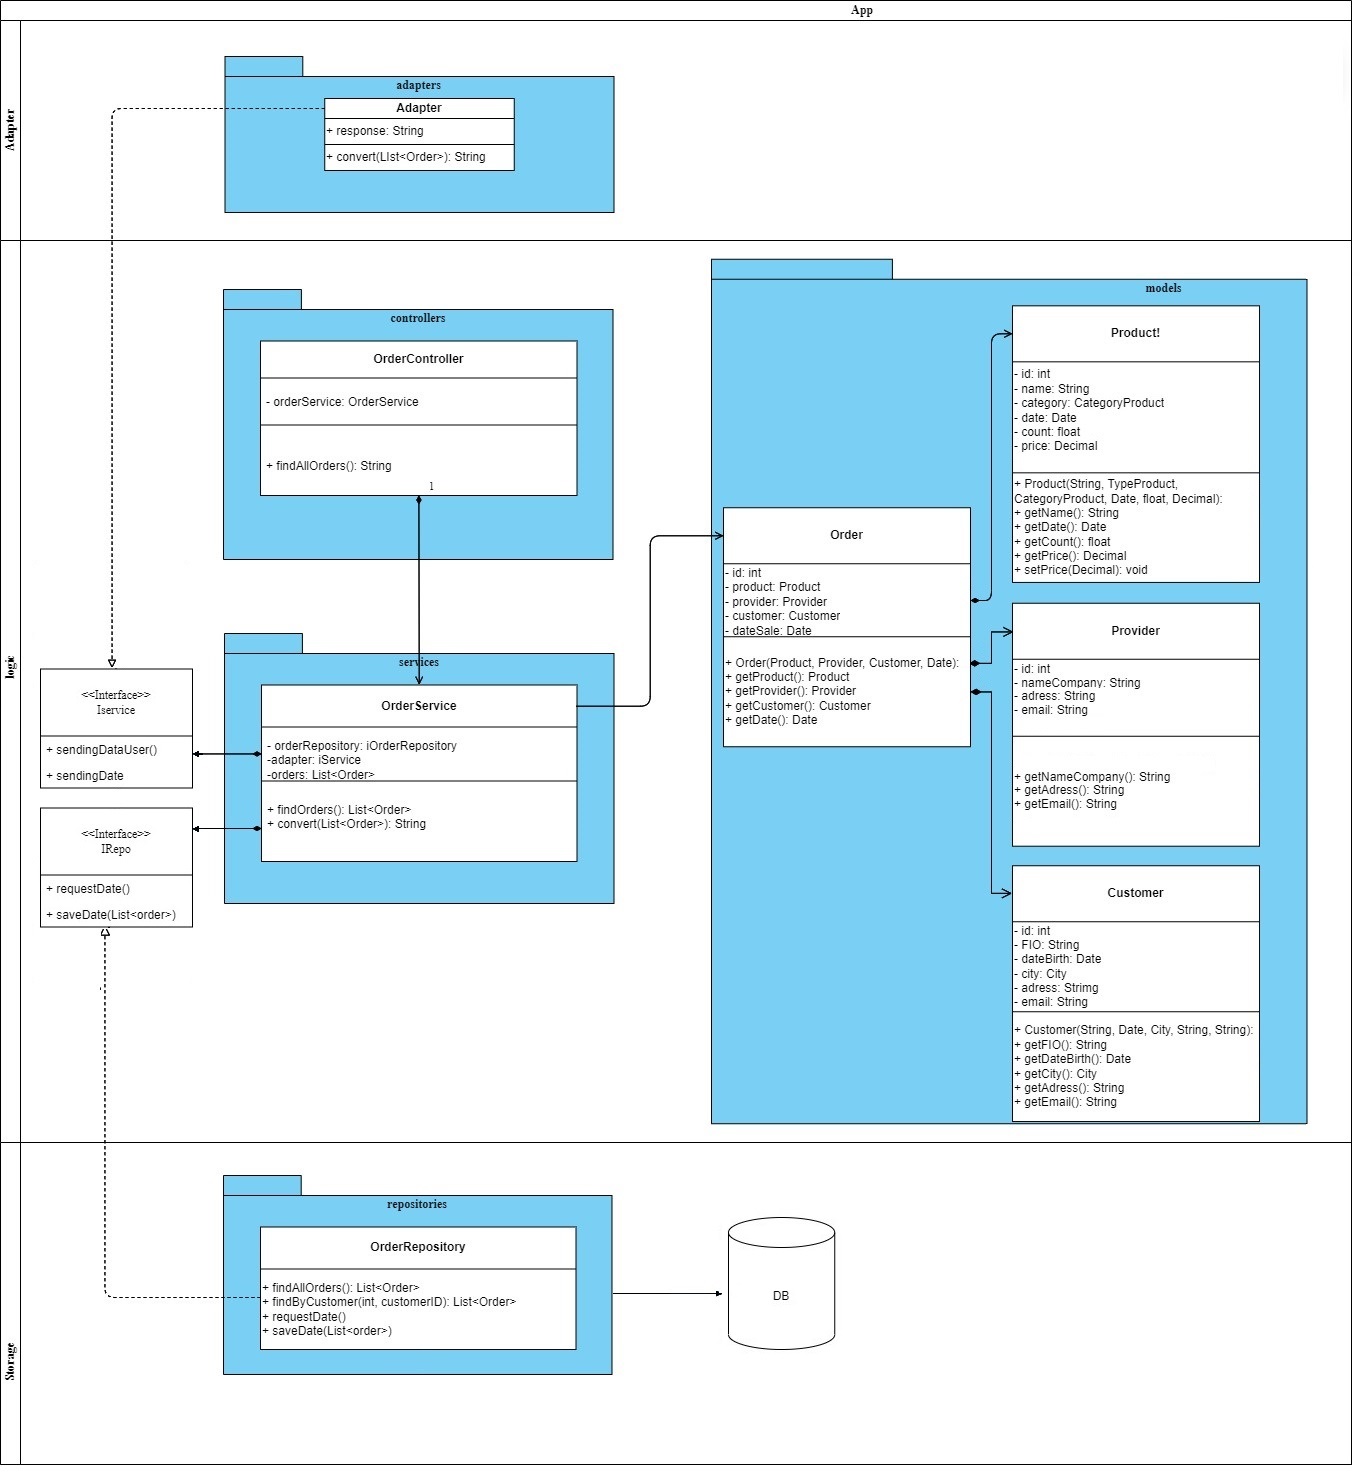 App
Adapter
adapters
Adapter
+ response: String
+ convert(LIst<Order>): String
logic
controllers
OrderController
- orderService: OrderService
+ findAllOrders(): String
1
services
OrderService
- orderRepository: iOrderRepository
-adapter: iService
-orders: List<Order>
+ findOrders(): List<Order>
+ convert(List<Order>): String
<<Interface>>
Iservice
+ sendingDataUser()
+ sendingDate
<<Interface>>
IRepo
+ requestDate()
+ saveDate(List<order>)
models
Order
- id: int
- product: Product
- provider: Provider
- customer: Customer
- dateSale: Date
+ Order(Product, Provider, Customer, Date):
+ getProduct(): Product
+ getProvider(): Provider
+ getCustomer(): Customer
+ getDate(): Date
Product!
- id: int
- name: String
- category: CategoryProduct
- date: Date
- count: float
- price: Decimal
+ Product(String, TypeProduct,
CategoryProduct, Date, float, Decimal):
+ getName(): String
+ getDate(): Date
+ getCount(): float
+ getPrice(): Decimal
+ setPrice(Decimal): void
Provider
- id: int
- nameCompany: String
- adress: String
- email: String
+ getNameCompany(): String
+ getAdress(): String
+ getEmail(): String
Customer
- id: int
- FIO: String
- dateBirth: Date
- city: City
- adress: Strimg
- email: String
+ Customer(String, Date, City, String, String):
+ getFIO(): String
+ getDateBirth(): Date
+ getCity(): City
+ getAdress(): String
+ getEmail(): String
Storage
repositories
OrderRepository
+ findAllOrders(): List<Order>
+ findByCustomer(int, customerID): List<Order>
+ requestDate()
+ saveDate(List<order>)
DB